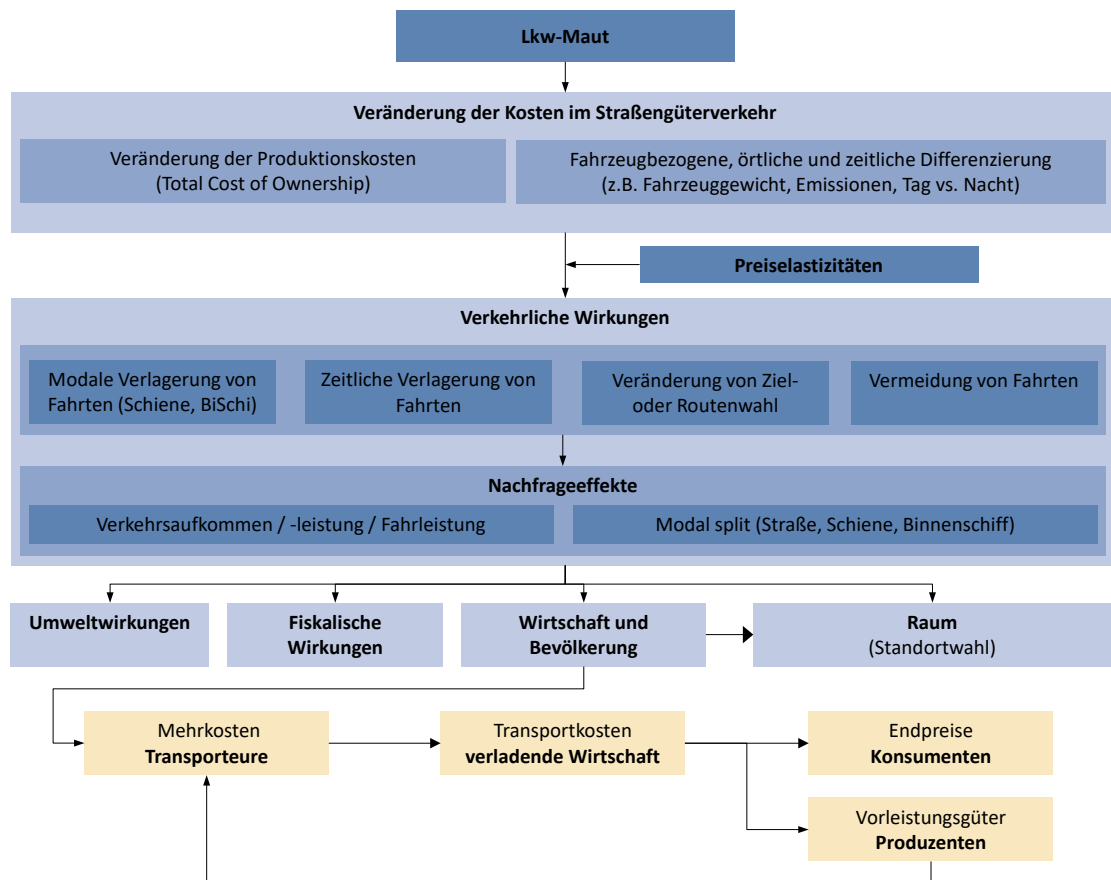 Lkw-Maut
Veränderung der Kosten im Straßengüterverkehr
Veränderung der Produktionskosten
(Total Cost of Ownership)
Fahrzeugbezogene, örtliche und zeitliche Differenzierung
(z.B. Fahrzeuggewicht, Emissionen, Tag vs. Nacht)
Preiselastizitäten
Verkehrliche Wirkungen
Modale Verlagerung von
Fahrten (Schiene, BiSchi)
Zeitliche Verlagerung von
Fahrten
Veränderung von Ziel-
oder Routenwahl
Vermeidung von Fahrten
Nachfrageeffekte
Verkehrsaufkommen / -leistung / Fahrleistung
Modal split (Straße, Schiene, Binnenschiff)
Umweltwirkungen
Fiskalische
Wirkungen
Wirtschaft und
Bevölkerung
Raum
(Standortwahl)
Mehrkosten
Transporteure
Transportkosten
verladende Wirtschaft
Endpreise
Konsumenten
Vorleistungsgüter
Produzenten